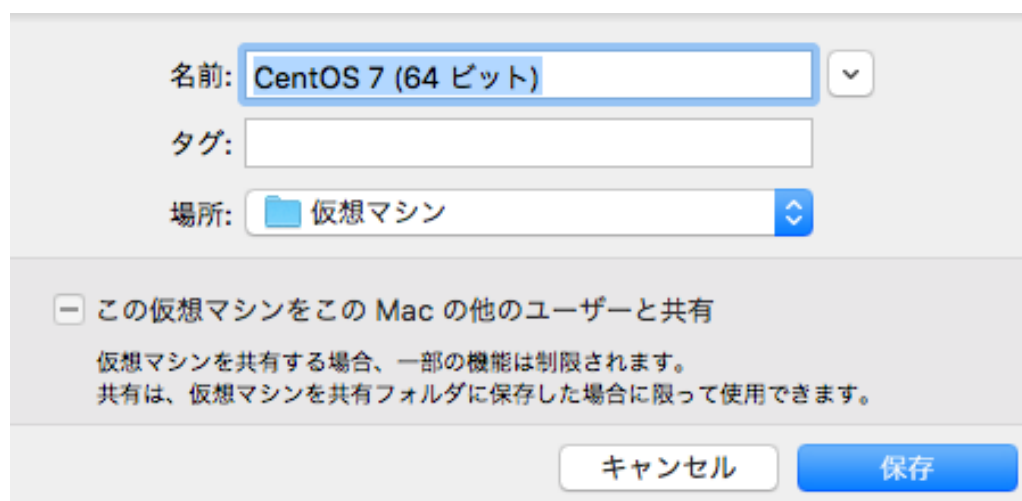 名前: CentOS 7 (64 ビット)
タグ:
場所: 仮想マシン
この仮想マシンをこの Mac の他のユーザーと共有
仮想マシンを共有する場合、一部の機能は制限されます。
共有は、仮想マシンを共有フォルダに保存した場合に限って使用できます。
キャンセル 保存